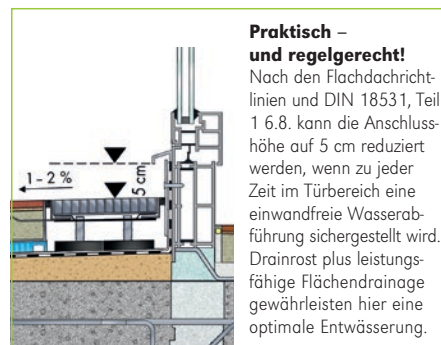 Praktisch –
und regelgerecht!
Nach den Flachdachricht-
linien und DIN 18531, Teil
1 6.8. kann die Anschluss-
höhe auf 5 cm reduziert
werden, wenn zu jeder
Zeit im Türbereich eine
einwandfreie Wasserab-
führung sichergestellt wird.
Drainrost plus leistungs-
fähige Flächendrainage
gewährleisten hier eine
optimale Entwässerung.
1-2 %
5 cm